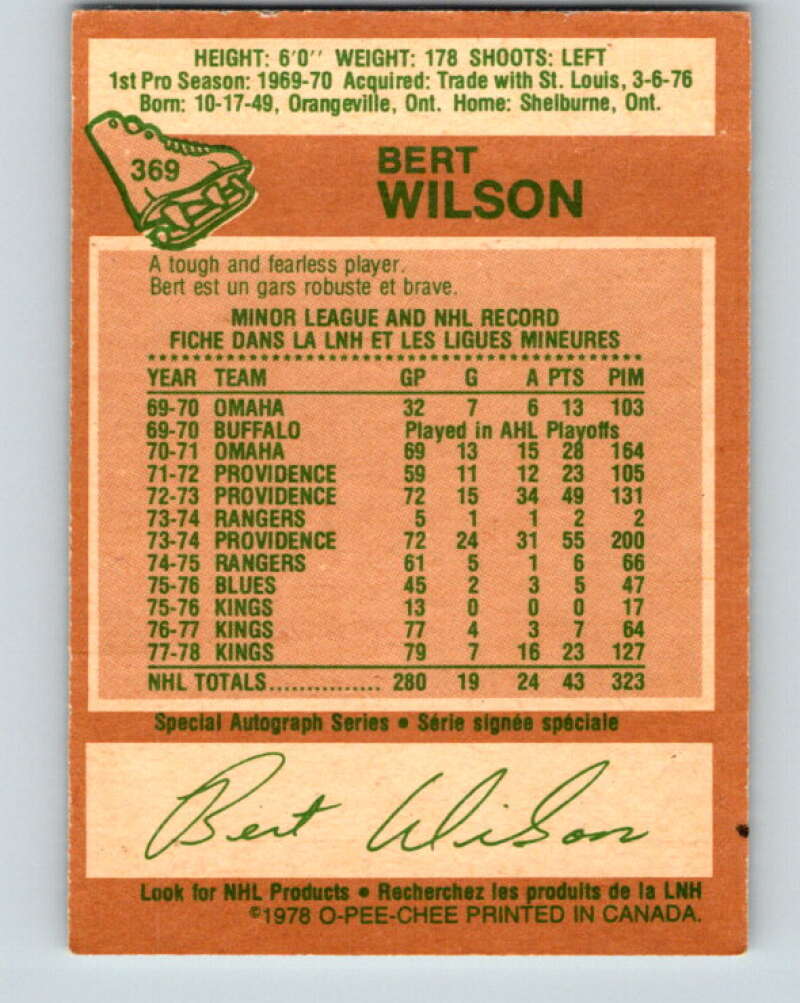 HEIGHT: 6'0'' WEIGHT: 178 SHOOTS: LEFT
1st Pro Season: 1969-70 Acquired: Trade with St. Louis, 3-6-76
Born: 10-17-49, Orangeville, Ont. Home: Shelburne, Ont.
369
BERT
WILSON
A tough and fearless player.
Bert est un gars robuste et brave.
MINOR LEAGUE AND NHL RECORD
FICHE DANS LA LNH ET LES LIGUES MINEURES
YEAR TEAM GP G A PTS PIM
69-70 OMAHA 32 7 6 13 103
69-70 BUFFALO Played in AHL Playoffs
70-71 OMAHA 69 13 15 28 164
71-72 PROVIDENCE 59 11 12 23 105
72-73 PROVIDENCE 72 15 34 49 131
73-74 RANGERS 5 1 1 2 2
73-74 PROVIDENCE 72 24 31 55 200
74-75 RANGERS 61 5 1 6 66
75-76 BLUES 45 2 3 5 47
75-76 KINGS 13 0 0 0 17
76-77 KINGS 77 4 3 7 64
77-78 KINGS 79 7 16 23 127
NHL TOTALS............... 280 19 24 43 323
Special Autograph Series • Série signée spéciale
Bert Wilson
Look for NHL Products • Recherchez les produits de la LNH
©1978 O-PEE-CHEE PRINTED IN CANADA.